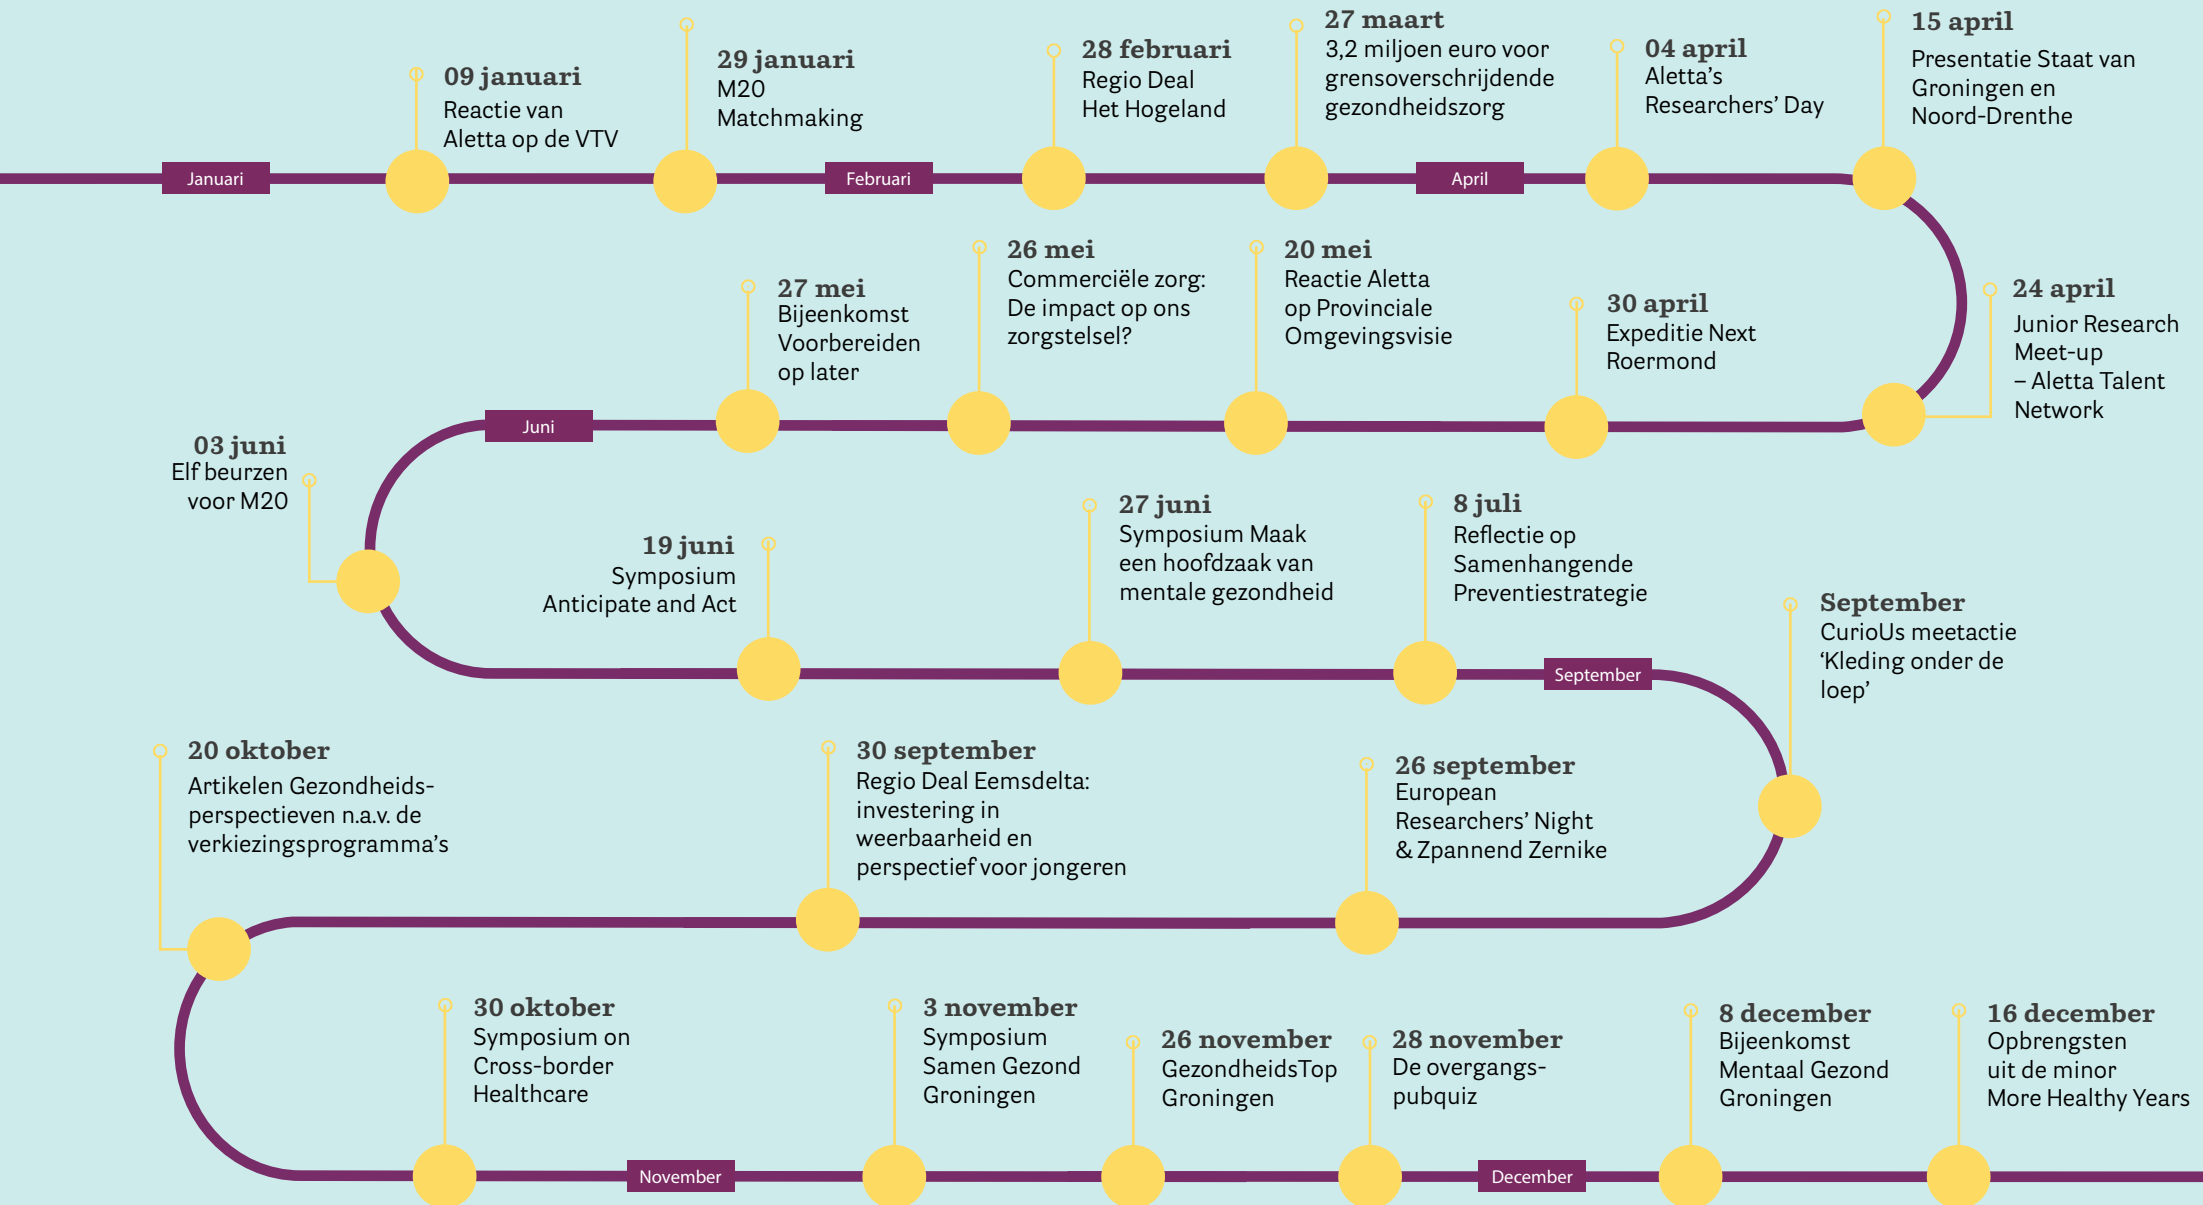 Januari
09 januari
Reactie van
Aletta op de VTV
29 januari
M20
Matchmaking
Februari
28 februari
Regio Deal
Het Hogeland
27 maart
3,2 miljoen euro voor
grensoverschrijdende
gezondheidszorg
April
04 april
Aletta’s
Researchers’ Day
15 april
Presentatie Staat van
Groningen en
Noord-Drenthe
24 april
Junior Research
Meet-up
– Aletta Talent
Network
30 april
Expeditie Next
Roermond
20 mei
Reactie Aletta
op Provinciale
Omgevingsvisie
26 mei
Commerciële zorg:
De impact op ons
zorgstelsel?
27 mei
Bijeenkomst
Voorbereiden
op later
Juni
03 juni
Elf beurzen
voor M20
19 juni
Symposium
Anticipate and Act
27 juni
Symposium Maak
een hoofdzaak van
mentale gezondheid
8 juli
Reflectie op
Samenhangende
Preventiestrategie
September
September
CurioUs meetactie
‘Kleding onder de
loep’
26 september
European
Researchers’ Night
& Zpannend Zernike
30 september
Regio Deal Eemsdelta:
investering in
weerbaarheid en
perspectief voor jongeren
20 oktober
Artikelen Gezondheids-
perspectieven n.a.v. de
verkiezingsprogramma’s
30 oktober
Symposium on
Cross-border
Healthcare
November
3 november
Symposium
Samen Gezond
Groningen
26 november
GezondheidsTop
Groningen
28 november
De overgangs-
pubquiz
December
8 december
Bijeenkomst
Mentaal Gezond
Groningen
16 december
Opbrengsten
uit de minor
More Healthy Years